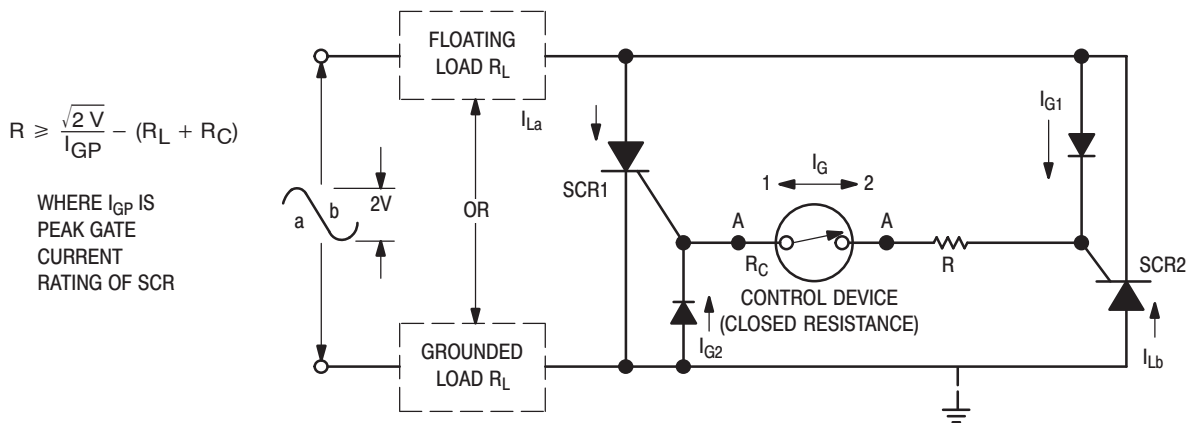 R ≥ √2 V / I_GP − (R_L + R_C)
WHERE I_GP IS
PEAK GATE
CURRENT
RATING OF SCR
a
b
2V
FLOATING
LOAD R_L
OR
GROUNDED
LOAD R_L
I_La
SCR1
1
I_G
2
A
A
R_C
R
CONTROL DEVICE
(CLOSED RESISTANCE)
I_G2
I_G1
SCR2
I_Lb